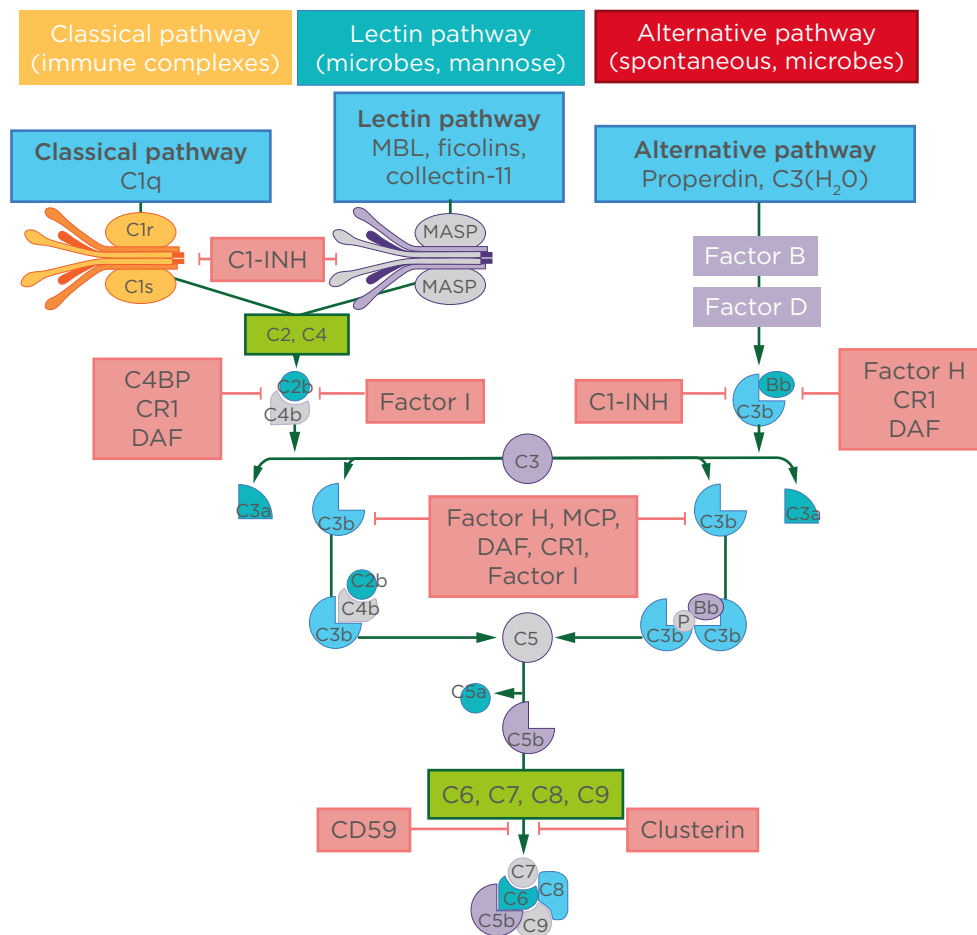 Classical pathway
(immune complexes)
Lectin pathway
(microbes, mannose)
Alternative pathway
(spontaneous, microbes)
Classical pathway
C1q
Lectin pathway
MBL, ficolins,
collectin-11
Alternative pathway
Properdin, C3(H₂0)
C1r
C1s
C1-INH
MASP
MASP
Factor B
Factor D
C2, C4
C4BP
CR1
DAF
C2b
C4b
Factor I
C1-INH
Bb
C3b
Factor H
CR1
DAF
C3
C3a
C3b
Factor H, MCP,
DAF, CR1,
Factor I
C3b
C3a
C2b
C4b
C3b
C5
Bb
P
C3b
C3b
C5a
C5b
C6, C7, C8, C9
CD59
Clusterin
C7
C6
C8
C5b
C9